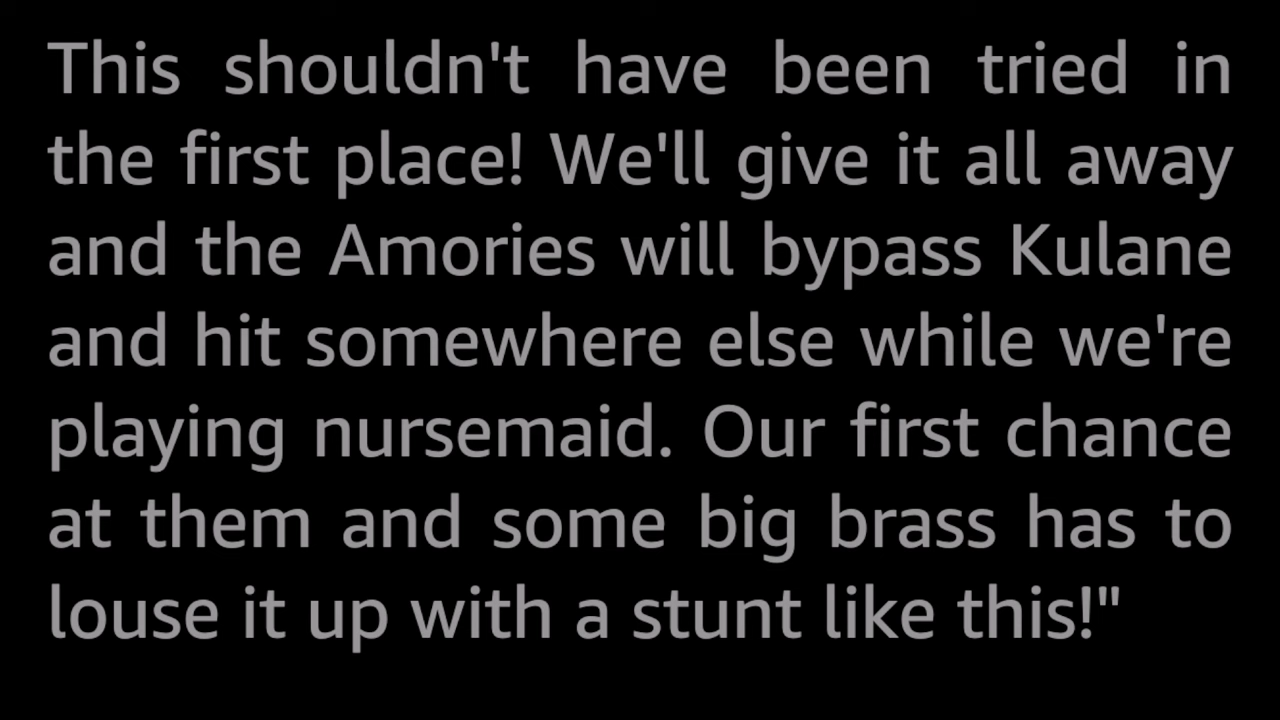 This shouldn't have been tried in
the first place! We'll give it all away
and the Amories will bypass Kulane
and hit somewhere else while we're
playing nursemaid. Our first chance
at them and some big brass has to
louse it up with a stunt like this!"